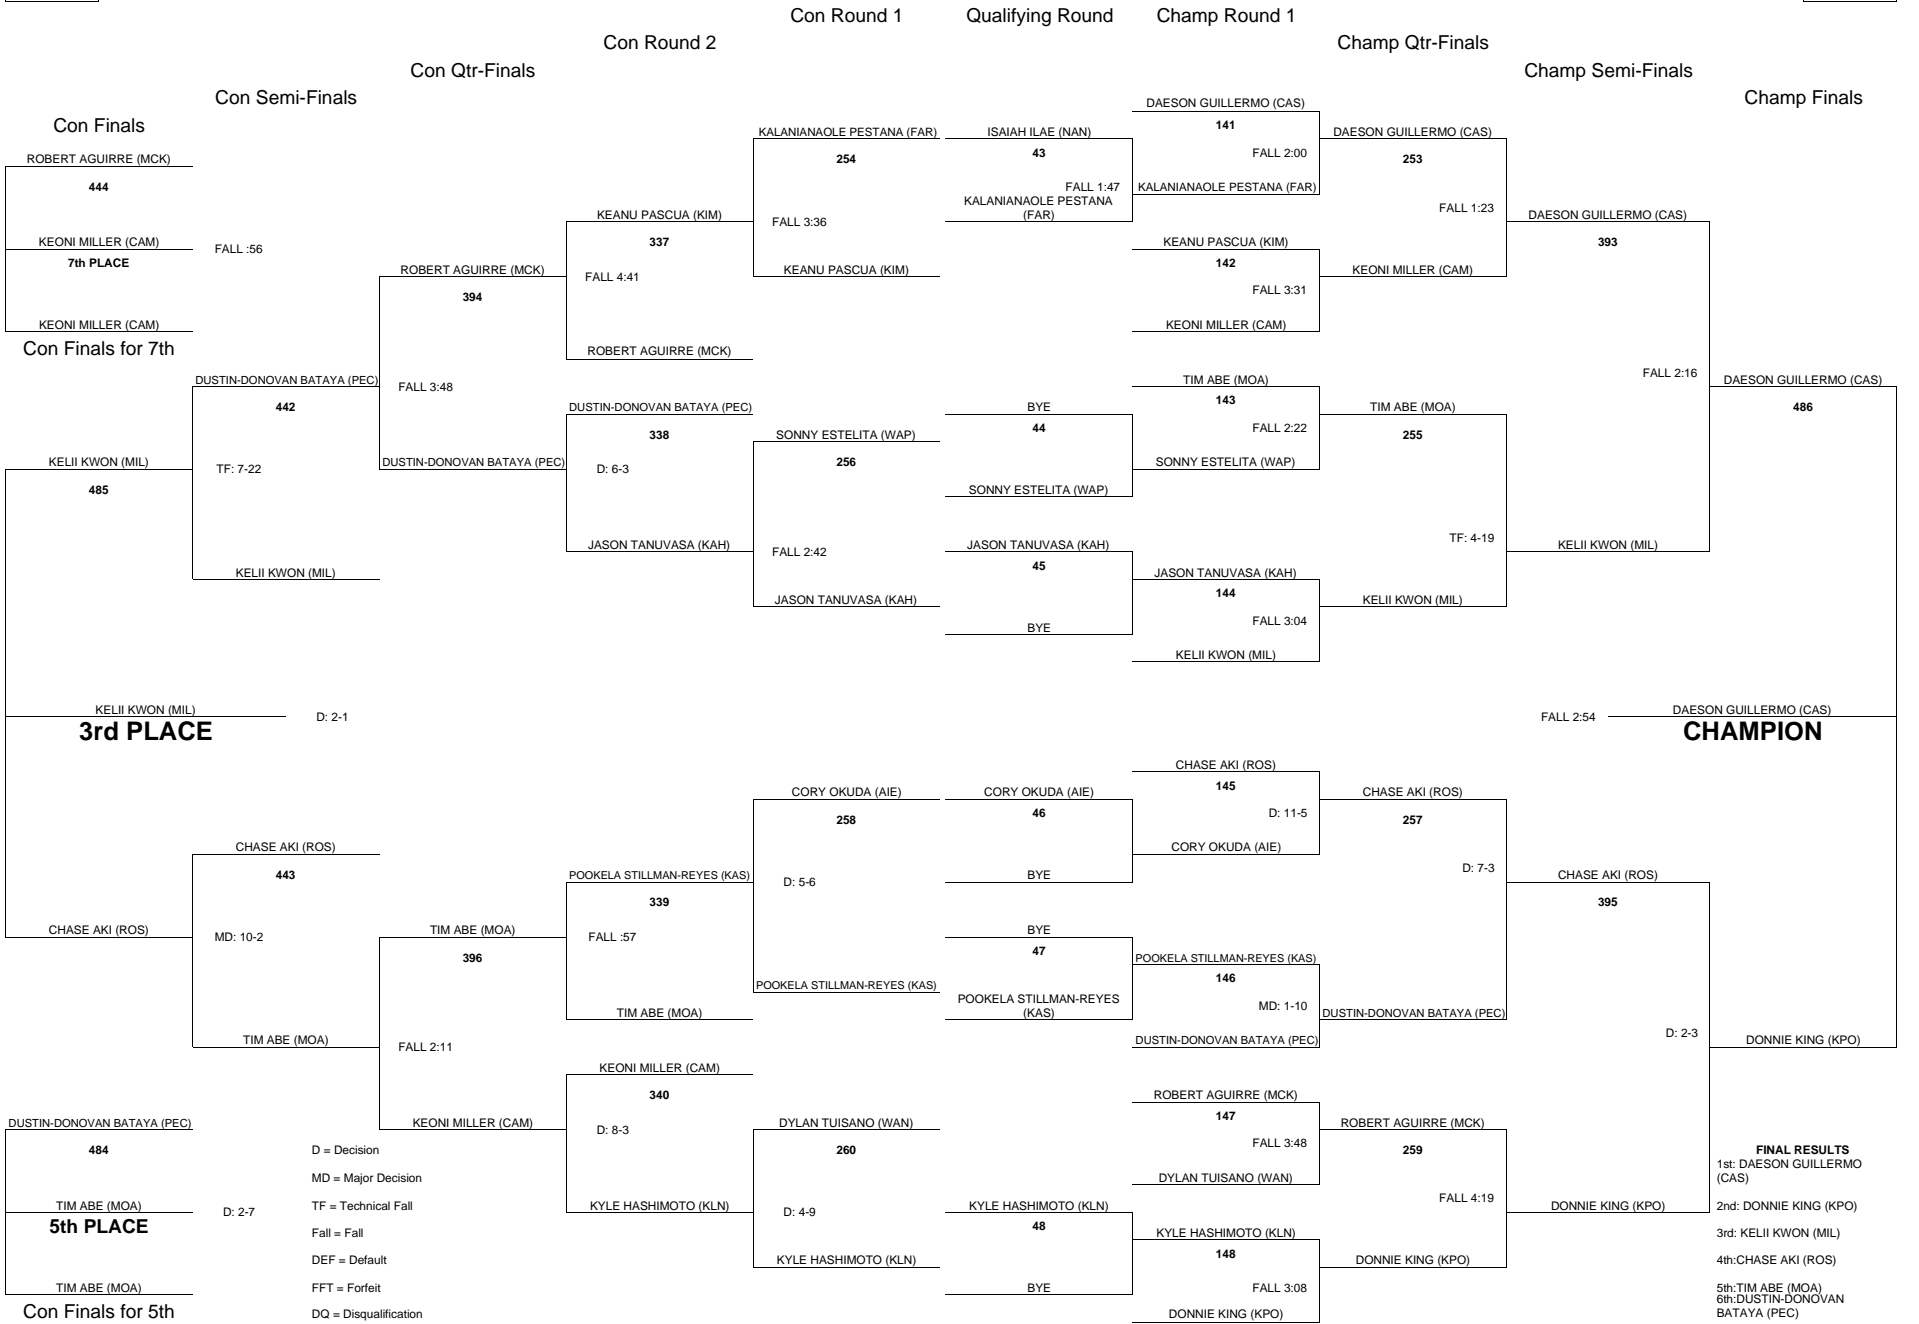 Con Round 1
Qualifying Round
Champ Round 1
Con Round 2
Champ Qtr-Finals
Con Qtr-Finals
Champ Semi-Finals
Con Semi-Finals
Champ Finals
Con Finals
ROBERT AGUIRRE (MCK)
444
KEONI MILLER (CAM)
7th PLACE
FALL :56
KEONI MILLER (CAM)
Con Finals for 7th
KELII KWON (MIL)
485
KELII KWON (MIL)
3rd PLACE
D: 2-1
CHASE AKI (ROS)
DUSTIN-DONOVAN BATAYA (PEC)
484
TIM ABE (MOA)
5th PLACE
D: 2-7
TIM ABE (MOA)
Con Finals for 5th
DUSTIN-DONOVAN BATAYA (PEC)
442
TF: 7-22
KELII KWON (MIL)
CHASE AKI (ROS)
443
MD: 10-2
TIM ABE (MOA)
D = Decision
MD = Major Decision
TF = Technical Fall
Fall = Fall
DEF = Default
FFT = Forfeit
DQ = Disqualification
ROBERT AGUIRRE (MCK)
394
FALL 3:48
DUSTIN-DONOVAN BATAYA (PEC)
TIM ABE (MOA)
396
FALL 2:11
KEONI MILLER (CAM)
KEANU PASCUA (KIM)
337
FALL 4:41
ROBERT AGUIRRE (MCK)
DUSTIN-DONOVAN BATAYA (PEC)
338
D: 6-3
JASON TANUVASA (KAH)
POOKELA STILLMAN-REYES (KAS)
339
FALL :57
TIM ABE (MOA)
KEONI MILLER (CAM)
340
D: 8-3
KYLE HASHIMOTO (KLN)
KALANIANAOLE PESTANA (FAR)
254
FALL 3:36
KEANU PASCUA (KIM)
SONNY ESTELITA (WAP)
256
FALL 2:42
JASON TANUVASA (KAH)
CORY OKUDA (AIE)
258
D: 5-6
POOKELA STILLMAN-REYES (KAS)
DYLAN TUISANO (WAN)
260
D: 4-9
KYLE HASHIMOTO (KLN)
ISAIAH ILAE (NAN)
43
FALL 1:47
KALANIANAOLE PESTANA
(FAR)
BYE
44
SONNY ESTELITA (WAP)
JASON TANUVASA (KAH)
45
BYE
CORY OKUDA (AIE)
46
BYE
BYE
47
POOKELA STILLMAN-REYES
(KAS)
KYLE HASHIMOTO (KLN)
48
BYE
DAESON GUILLERMO (CAS)
141
FALL 2:00
KALANIANAOLE PESTANA (FAR)
KEANU PASCUA (KIM)
142
FALL 3:31
KEONI MILLER (CAM)
TIM ABE (MOA)
143
FALL 2:22
SONNY ESTELITA (WAP)
JASON TANUVASA (KAH)
144
FALL 3:04
KELII KWON (MIL)
CHASE AKI (ROS)
145
D: 11-5
CORY OKUDA (AIE)
POOKELA STILLMAN-REYES (KAS)
146
MD: 1-10
DUSTIN-DONOVAN BATAYA (PEC)
ROBERT AGUIRRE (MCK)
147
FALL 3:48
DYLAN TUISANO (WAN)
KYLE HASHIMOTO (KLN)
148
FALL 3:08
DONNIE KING (KPO)
DAESON GUILLERMO (CAS)
253
FALL 1:23
KEONI MILLER (CAM)
TIM ABE (MOA)
255
TF: 4-19
KELII KWON (MIL)
CHASE AKI (ROS)
257
D: 7-3
DUSTIN-DONOVAN BATAYA (PEC)
ROBERT AGUIRRE (MCK)
259
FALL 4:19
DONNIE KING (KPO)
DAESON GUILLERMO (CAS)
393
FALL 2:16
KELII KWON (MIL)
CHASE AKI (ROS)
395
D: 2-3
DONNIE KING (KPO)
DAESON GUILLERMO (CAS)
486
FALL 2:54
DAESON GUILLERMO (CAS)
CHAMPION
DONNIE KING (KPO)
FINAL RESULTS
1st: DAESON GUILLERMO
(CAS)
2nd: DONNIE KING (KPO)
3rd: KELII KWON (MIL)
4th:CHASE AKI (ROS)
5th:TIM ABE (MOA)
6th:DUSTIN-DONOVAN
BATAYA (PEC)